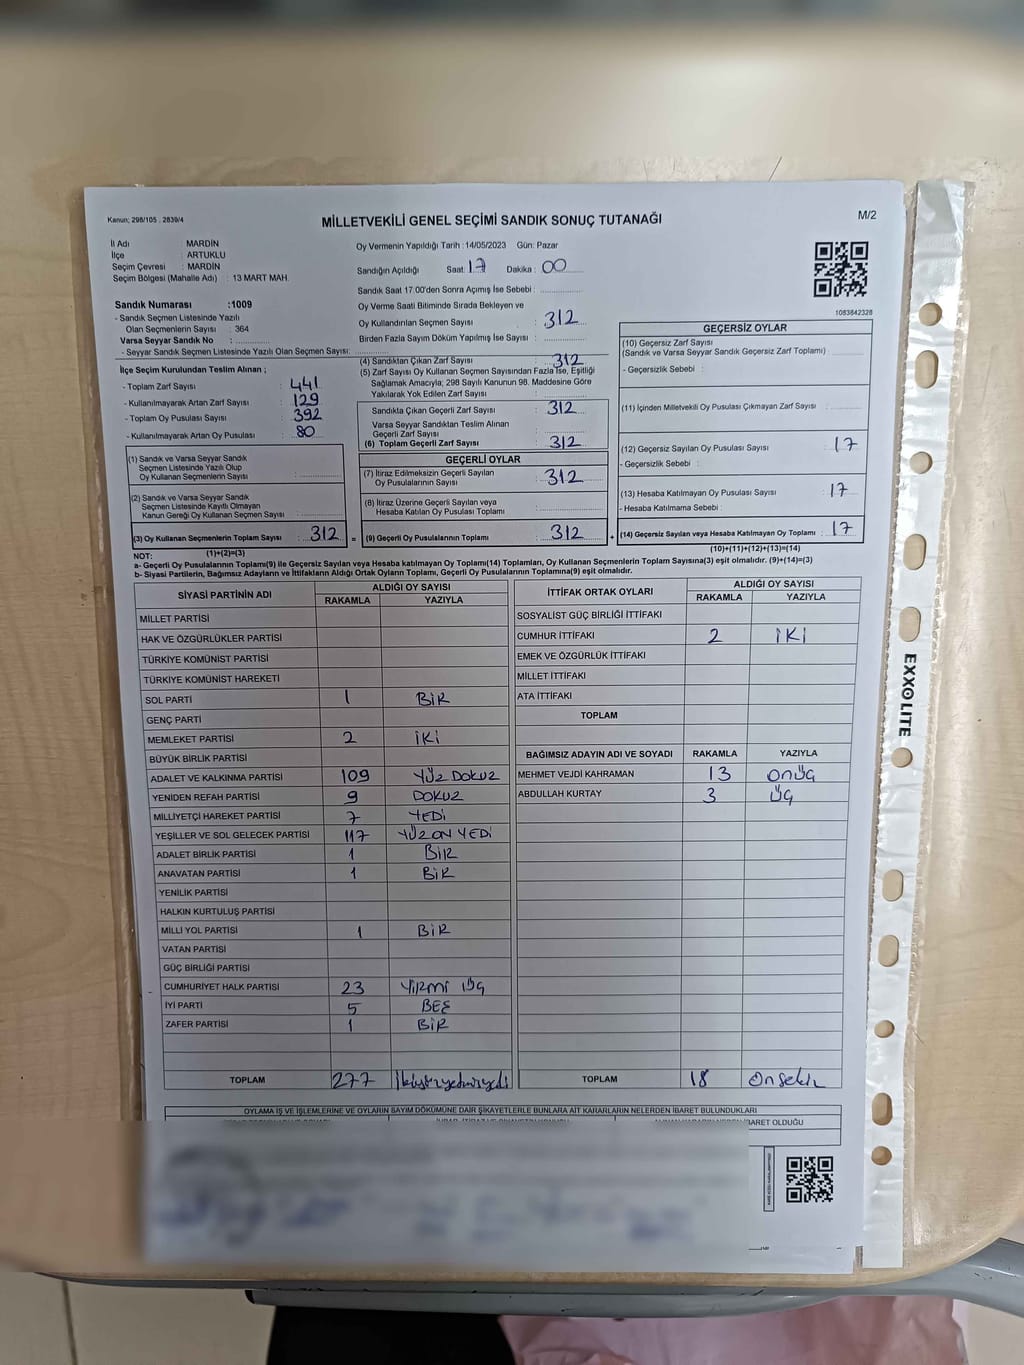 Kanun; 298/105 : 2839/4
MİLLETVEKİLİ GENEL SEÇİMİ SANDIK SONUÇ TUTANAĞI
M/2
İl Adı MARDİN
İlçe ARTUKLU
Seçim Çevresi : MARDİN
Seçim Bölgesi (Mahalle Adı) : 13 MART MAH.
Oy Vermenin Yapıldığı Tarih : 14/05/2023 Gün: Pazar
Sandığın Açıldığı Saat 17 Dakika : 00
Sandık Saat 17.00'den Sonra Açımış İse Sebebi :
Oy Verme Saati Bitiminde Sırada Bekleyen ve
Oy Kullandırılan Seçmen Sayısı : 312
Birden Fazla Sayım Döküm Yapılmış İse Sayısı :
1083842328
Sandık Numarası :1009
- Sandık Seçmen Listesinde Yazılı
Olan Seçmenlerin Sayısı : 364
Varsa Seyyar Sandık No :
- Seyyar Sandık Seçmen Listesinde Yazılı Olan Seçmen Sayısı:
İlçe Seçim Kurulundan Teslim Alınan ;
- Toplam Zarf Sayısı : 441
- Kullanılmayarak Artan Zarf Sayısı : 129
- Toplam Oy Pusulası Sayısı : 392
- Kullanılmayarak Artan Oy Pusulası : 80
(1) Sandık ve Varsa Seyyar Sandık
Seçmen Listesinde Yazılı Olup
Oy Kullanan Seçmen Sayısı :
(2) Sandık ve Varsa Seyyar Sandık
Seçmen Listesinde Kayıtlı Olmayan
Kanun Gereği Oy Kullanan Seçmen Sayısı :
(3) Oy Kullanan Seçmenlerin Toplam Sayısı : 312 =
(1)+(2)=(3)
(4) Sandıktan Çıkan Zarf Sayısı : 312
(5) Zarf Sayısı Oy Kullanan Seçmen Sayısından Fazla İse, Eşitliği
Sağlamak Amacıyla; 298 Sayılı Kanunun 98. Maddesine Göre
Yakılarak Yok Edilen Zarf Sayısı :
Sandıkta Çıkan Geçerli Zarf Sayısı : 312
Varsa Seyyar Sandıktan Teslim Alınan
Geçerli Zarf Sayısı :
(6) Toplam Geçerli Zarf Sayısı : 312
GEÇERLİ OYLAR
(7) İtiraz Edilmeksizin Geçerli Sayılan
Oy Pusulalarının Sayısı : 312
(8) İtiraz Üzerine Geçerli Sayılan veya
Hesaba Katılan Oy Pusulası Toplamı :
(9) Geçerli Oy Pusulalarının Toplamı : 312 +
GEÇERSİZ OYLAR
(10) Geçersiz Zarf Sayısı
(Sandık ve Varsa Seyyar Sandık Geçersiz Zarf Toplamı)
- Geçersizlik Sebebi :
(11) İçinden Milletvekili Oy Pusulası Çıkmayan Zarf Sayısı :
(12) Geçersiz Sayılan Oy Pusulası Sayısı : 17
- Geçersizlik Sebebi :
(13) Hesaba Katılmayan Oy Pusulası Sayısı : 17
- Hesaba Katılmama Sebebi :
(14) Geçersiz Sayılan veya Hesaba Katılmayan Oy Toplamı : 17
(10)+(11)+(12)+(13)=(14)
NOT:
a- Geçerli Oy Pusulalarının Toplamı(9) ile Geçersiz Sayılan veya Hesaba katılmayan Oy Toplamı(14) Toplamları, Oy Kullanan Seçmenlerin Toplam Sayısına(3) eşit olmalıdır. (9)+(14)=(3)
b- Siyasi Partilerin, Bağımsız Adayların ve İttifakların Aldığı Ortak Oyların Toplamı, Geçerli Oy Pusulalarının Toplamına(9) eşit olmalıdır.
SİYASİ PARTİNİN ADI ALDIĞI OY SAYISI
RAKAMLA YAZIYLA
MİLLET PARTİSİ
HAK VE ÖZGÜRLÜKLER PARTİSİ
TÜRKİYE KOMÜNİST PARTİSİ
TÜRKİYE KOMÜNİST HAREKETİ
SOL PARTİ 1 BİR
GENÇ PARTİ
MEMLEKET PARTİSİ 2 İKİ
BÜYÜK BİRLİK PARTİSİ
ADALET VE KALKINMA PARTİSİ 109 YÜZ DOKUZ
YENİDEN REFAH PARTİSİ 9 DOKUZ
MİLLİYETÇİ HAREKET PARTİSİ 7 YEDİ
YEŞİLLER VE SOL GELECEK PARTİSİ 117 YÜZ ON YEDİ
ADALET BİRLİK PARTİSİ 1 BİR
ANAVATAN PARTİSİ 1 BİR
YENİLİK PARTİSİ
HALKIN KURTULUŞ PARTİSİ
MİLLİ YOL PARTİSİ 1 BİR
VATAN PARTİSİ
GÜÇ BİRLİĞİ PARTİSİ
CUMHURİYET HALK PARTİSİ 23 YİRMİ ÜÇ
İYİ PARTİ 5 BEŞ
ZAFER PARTİSİ 1 BİR
TOPLAM 277
İTTİFAK ORTAK OYLARI ALDIĞI OY SAYISI
RAKAMLA YAZIYLA
SOSYALİST GÜÇ BİRLİĞİ İTTİFAKI
CUMHUR İTTİFAKI 2 İKİ
EMEK VE ÖZGÜRLÜK İTTİFAKI
MİLLET İTTİFAKI
ATA İTTİFAKI
TOPLAM
BAĞIMSIZ ADAYIN ADI VE SOYADI RAKAMLA YAZIYLA
MEHMET VEJDİ KAHRAMAN 13 ONÜÇ
ABDULLAH KURTAY 3 ÜÇ
TOPLAM 18 Onsekiz
OYLAMA İŞ VE İŞLEMLERİNE VE OYLARIN SAYIM DÖKÜMÜNE DAİR ŞİKAYETLERLE BUNLARA AİT KARARLARIN NELERDEN İBARET BULUNDUKLARI
İBARET OLDUĞU
EXXOLITE